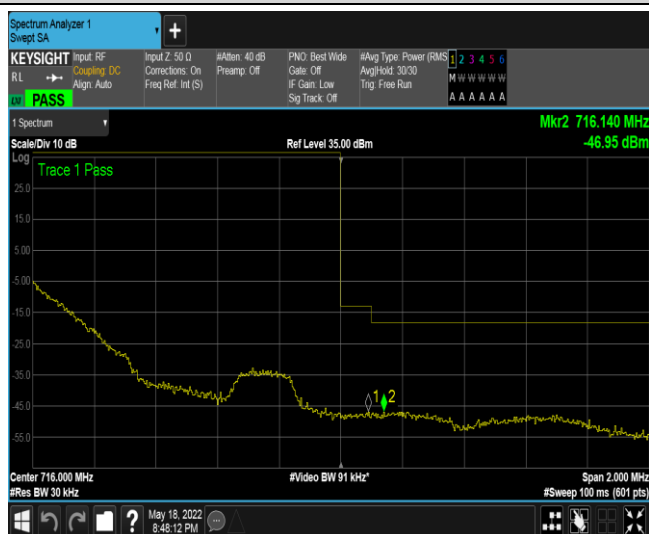 Spectrum Analyzer 1
Swept SA
+
KEYSIGHT Input: RF Input Z: 50 Ω #Atten: 40 dB PNO: Best Wide #Avg Type: Power (RMS 1 2 3 4 5 6
RL Coupling: DC Corrections: On Preamp: Off Gate: Off Avg|Hold: 30/30 M W W W W W
Align: Auto Freq Ref: Int (S) IF Gain: Low Trig: Free Run
Sig Track: Off A A A A A A
PASS
1 Spectrum Mkr2 716.140 MHz
Scale/Div 10 dB Ref Level 35.00 dBm -46.95 dBm
Log
Trace 1 Pass
25.0
15.0
5.00
-5.00
-15.0
-25.0
-35.0
-45.0
1 2
-55.0
Center 716.000 MHz #Video BW 91 kHz* Span 2.000 MHz
#Res BW 30 kHz #Sweep 100 ms (601 pts)
? May 18, 2022
8:48:12 PM